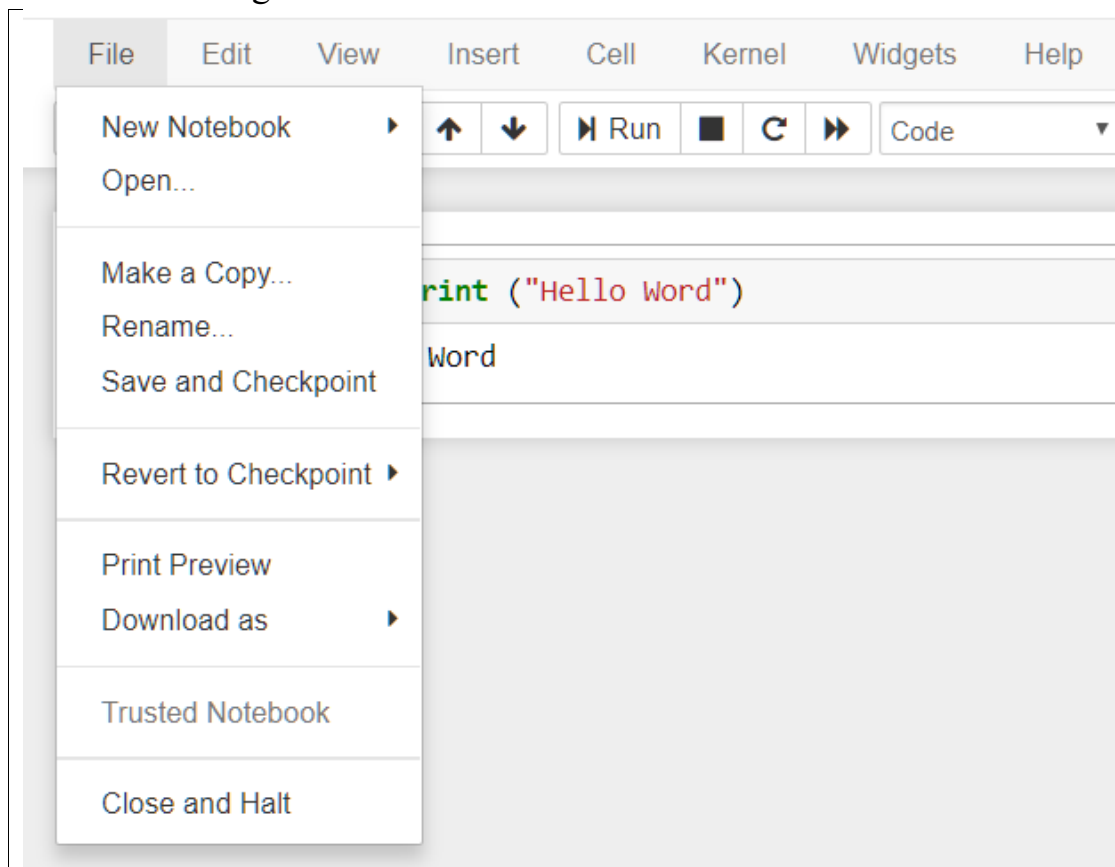 File Edit View Insert Cell Kernel Widgets Help
Run Code
New Notebook
Open...
Make a Copy...
Rename...
Save and Checkpoint
Revert to Checkpoint
Print Preview
Download as
Trusted Notebook
Close and Halt
rint ("Hello Word")
Word